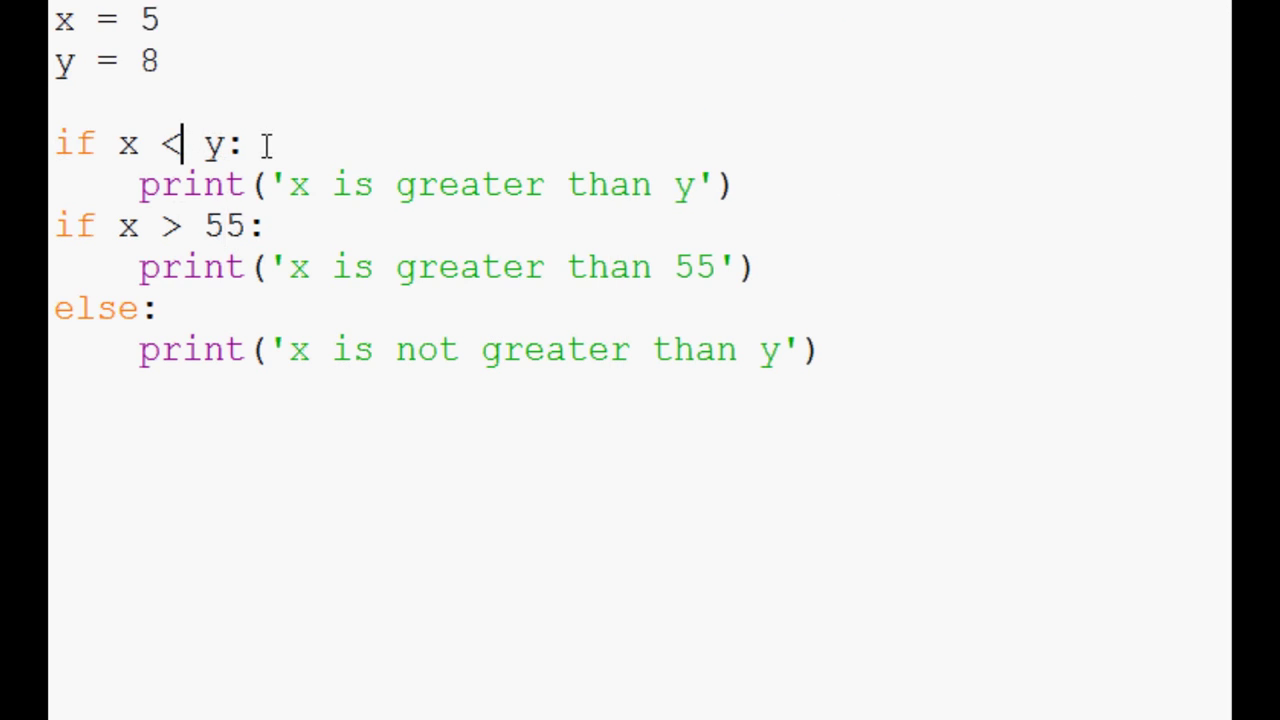 x = 5
y = 8
if x < y:
    print('x is greater than y')
if x > 55:
    print('x is greater than 55')
else:
    print('x is not greater than y')